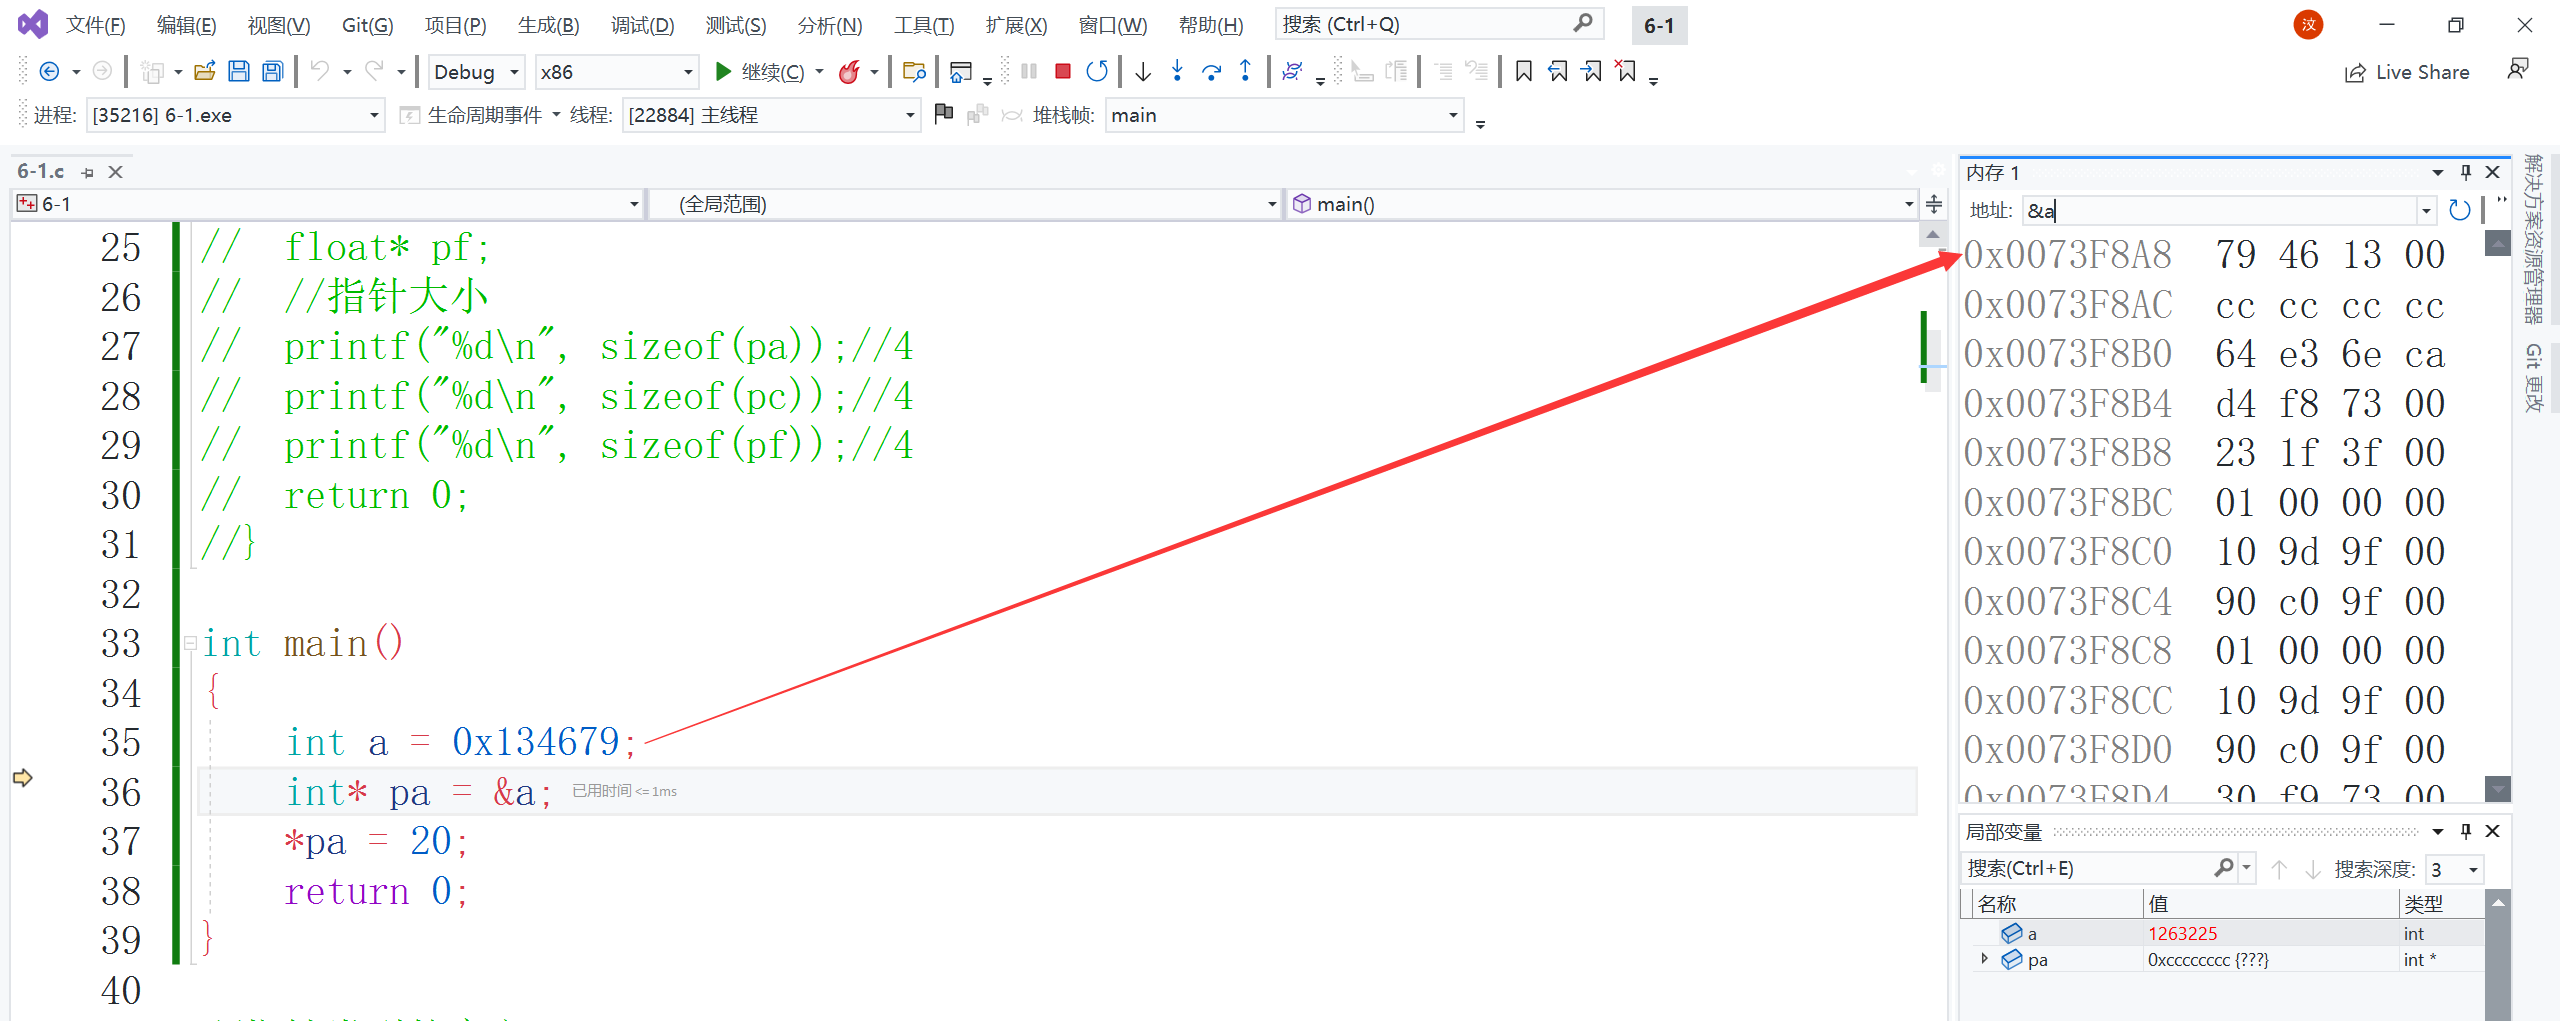 文件(F) 编辑(E) 视图(V) Git(G) 项目(P) 生成(B) 调试(D) 测试(S) 分析(N) 工具(T) 扩展(X) 窗口(W) 帮助(H) 搜索 (Ctrl+Q) 6-1 汶
Debug x86 继续(C) Live Share
进程: [35216] 6-1.exe 生命周期事件 线程: [22884] 主线程 堆栈帧: main
6-1.c
6-1 (全局范围) main()
25 // float* pf;
26 // //指针大小
27 // printf("%d\n", sizeof(pa));//4
28 // printf("%d\n", sizeof(pc));//4
29 // printf("%d\n", sizeof(pf));//4
30 // return 0;
31 //}
32
33 int main()
34 {
35 int a = 0x134679;
36 int* pa = &a; 已用时间 <= 1ms
37 *pa = 20;
38 return 0;
39 }
40
内存 1
地址: &a
0x0073F8A8 79 46 13 00
0x0073F8AC cc cc cc cc
0x0073F8B0 64 e3 6e ca
0x0073F8B4 d4 f8 73 00
0x0073F8B8 23 1f 3f 00
0x0073F8BC 01 00 00 00
0x0073F8C0 10 9d 9f 00
0x0073F8C4 90 c0 9f 00
0x0073F8C8 01 00 00 00
0x0073F8CC 10 9d 9f 00
0x0073F8D0 90 c0 9f 00
0x0073F8D4 30 f9 73 00
局部变量
搜索(Ctrl+E) 搜索深度: 3
名称 值 类型
a 1263225 int
pa 0xcccccccc {???} int *
解决方案资源管理器
Git 更改